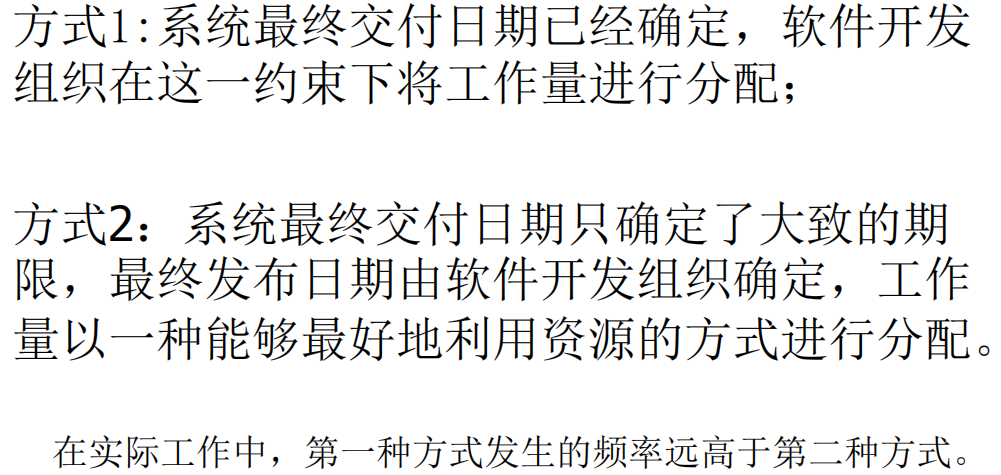 方式1:系统最终交付日期已经确定，软件开发
组织在这一约束下将工作量进行分配；
方式2：系统最终交付日期只确定了大致的期
限，最终发布日期由软件开发组织确定，工作
量以一种能够最好地利用资源的方式进行分配。
在实际工作中，第一种方式发生的频率远高于第二种方式。